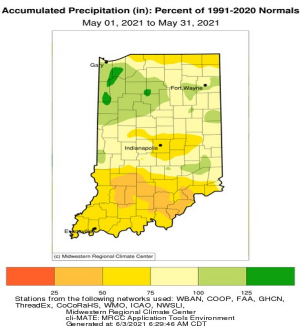 Accumulated Precipitation (in): Percent of 1991-2020 Normals
May 01, 2021 to May 31, 2021
Gary
Fort Wayne
Indianapolis
(c) Midwestern Regional Climate Center
25 50 75 100 125
Stations from the following networks used: WBAN, COOP, FAA, GHCN,
ThreadEx, CoCoRaHS, WMO, ICAO, NWSLI,
Midwestern Regional Climate Center
cli-MATE: MRCC Application Tools Environment
Generated at: 6/3/2021 6:29:46 AM CDT